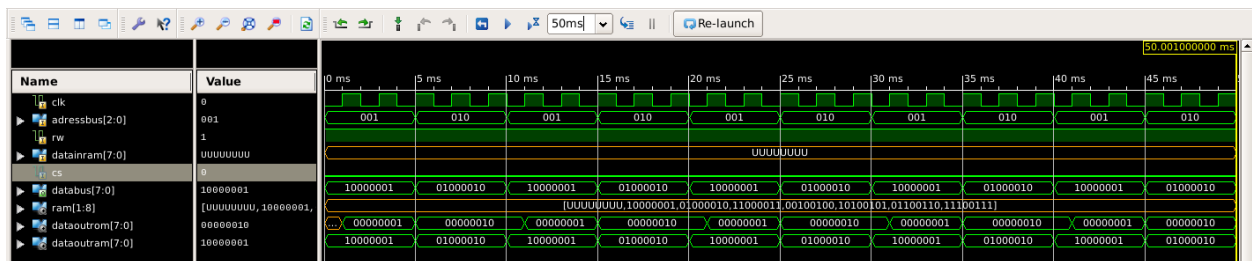 50ms Re-launch
50.001000000 ms
Name Value 0 ms 5 ms 10 ms 15 ms 20 ms 25 ms 30 ms 35 ms 40 ms 45 ms
clk 0
adressbus[2:0] 001 001 010 001 010 001 010 001 010 001 010
rw 1
datainram[7:0] UUUUUUUU UUUUUUUU
cs 0
databus[7:0] 10000001 10000001 01000010 10000001 01000010 10000001 01000010 10000001 01000010 10000001 01000010
ram[1:8] [UUUUUUUU,10000001, [UUUUUUUU,10000001,01000010,11000011,00100100,10100101,01100110,11100111]
dataoutrom[7:0] 00000010 ... 00000001 00000010 00000001 00000010 00000001 00000010 00000001 00000010 00000001 00000010
dataoutram[7:0] 10000001 10000001 01000010 10000001 01000010 10000001 01000010 10000001 01000010 10000001 01000010